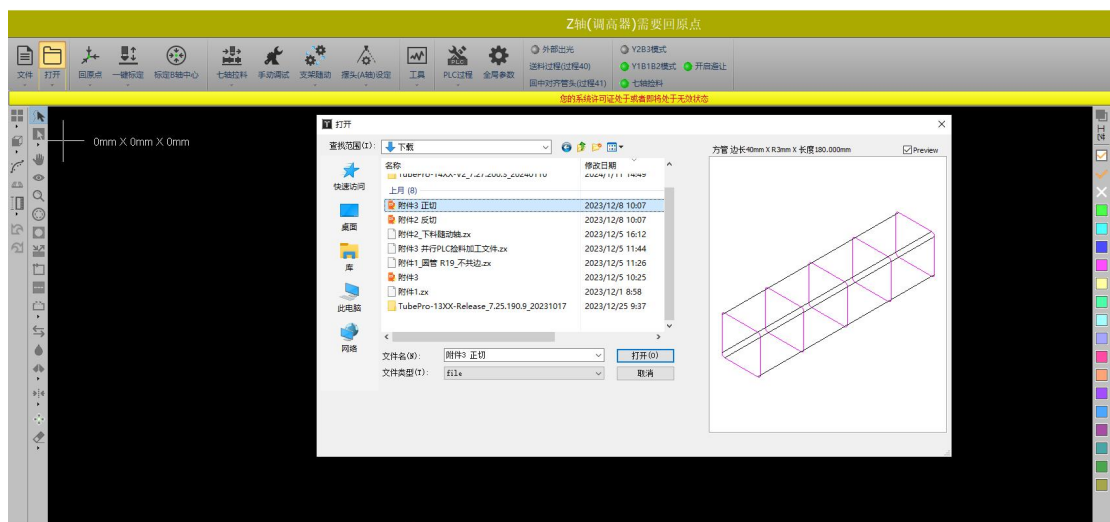 Z轴(调高器)需要回原点
文件
打开
回原点
一键标定
标定B轴中心
七轴拉料
手动调试
支架随动
摆头(A轴)设定
工具
PLC
PLC过程
全局参数
外部出光
送料过程(过程40)
回中对齐管头(过程41)
Y2B3模式
Y1B1B2模式
七轴捡料
开启避让
您的系统许可证处于或者即将处于无效状态
0mm X 0mm X 0mm
工艺
打开
查找范围(I):
下载
快速访问
桌面
库
此电脑
网络
名称
修改日期
TubePro-14XX-V2_7.27.200.3_20240110
2024/1/11 14:49
上月 (8)
附件3 正切
2023/12/8 10:07
附件2 反切
2023/12/8 10:07
附件2_下料随动轴.zx
2023/12/5 16:12
附件3 并行PLC捡料加工文件.zx
2023/12/5 11:44
附件1_圆管 R19_不共边.zx
2023/12/5 11:26
附件3
2023/12/5 10:25
附件1.zx
2023/12/1 8:58
TubePro-13XX-Release_7.25.190.9_20231017
2023/12/25 9:37
文件名(N):
附件3 正切
打开(O)
文件类型(T):
file
取消
方管 边长40mm X R3mm X 长度180.000mm
Preview